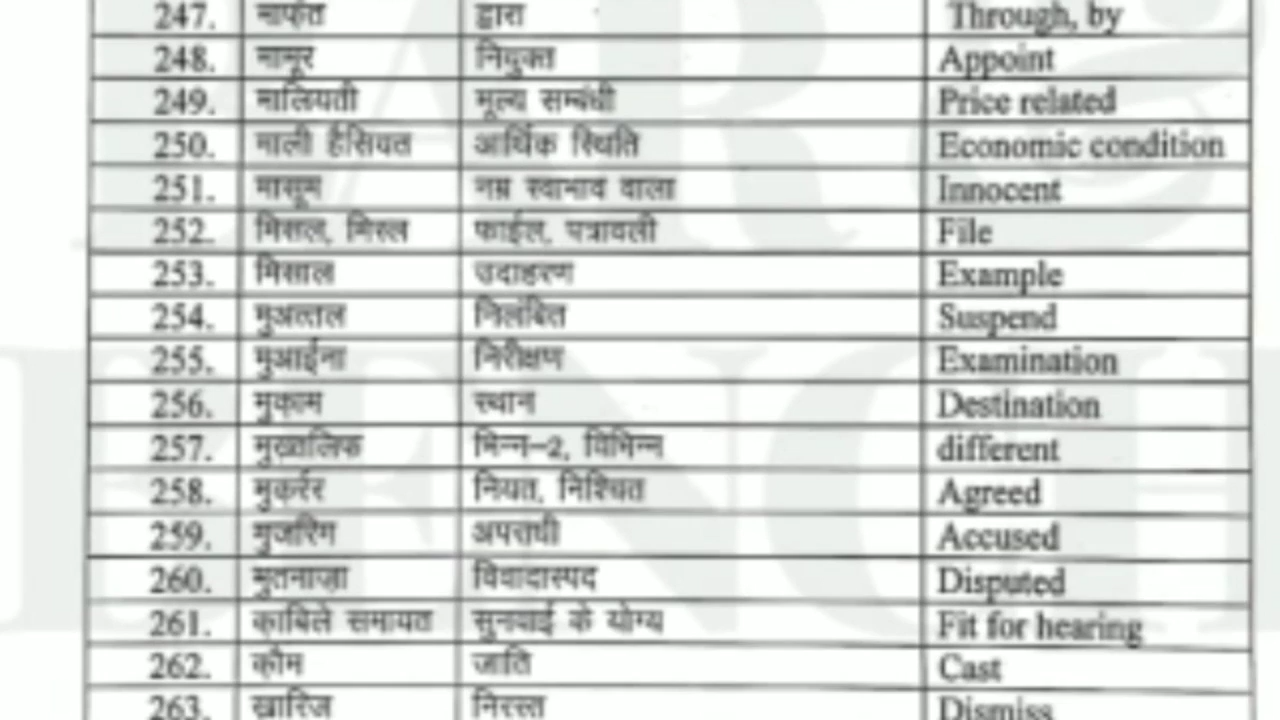 247. मार्फ़त द्वारा Through, by
248. मामूर नियुक्त Appoint
249. मालियती मूल्य सम्बंधी Price related
250. माली हैसियत आर्थिक स्थिति Economic condition
251. मासूम नम्र स्वाभाव वाला Innocent
252. मिसल, मिस्ल फाईल, पत्रावली File
253. मिसाल उदाहरण Example
254. मुअत्तल निलंबित Suspend
255. मुआईना निरीक्षण Examination
256. मुक़ाम स्थान Destination
257. मुख़्तलिफ भिन्न–2, विभिन्न different
258. मुक़र्रर नियत, निश्चित Agreed
259. मुजरिम अपराधी Accused
260. मुतनाज़ा विवादास्पद Disputed
261. क़ाबिले समायत सुनवाई के योग्य Fit for hearing
262. क़ौम जाति Cast
263. ख़ारिज निरस्त Dismiss